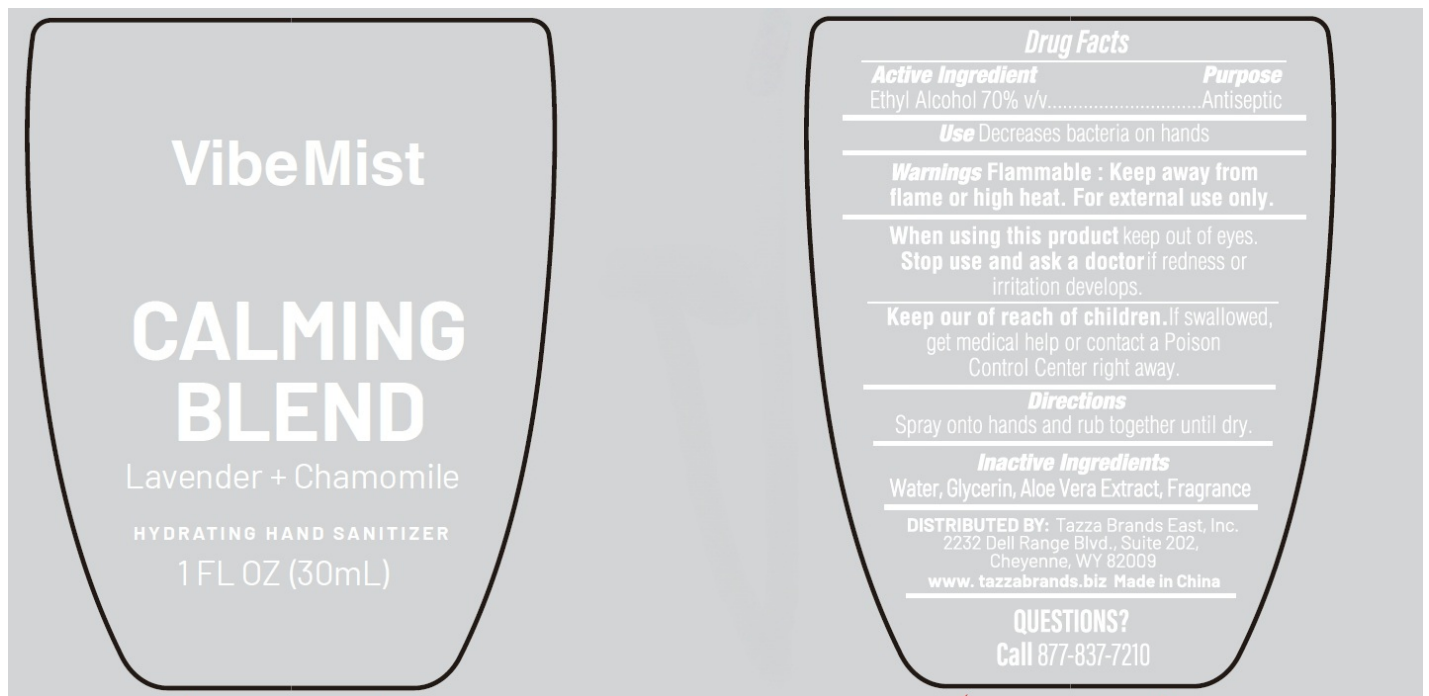 VibeMist
CALMING
BLEND
Lavender + Chamomile
HYDRATING HAND SANITIZER
1 FL OZ (30mL)
Drug Facts
Active Ingredient Purpose
Ethyl Alcohol 70% v/v..............................Antiseptic
Use Decreases bacteria on hands
Warnings Flammable : Keep away from
flame or high heat. For external use only.
When using this product keep out of eyes.
Stop use and ask a doctor if redness or
irritation develops.
Keep our of reach of children. If swallowed,
get medical help or contact a Poison
Control Center right away.
Directions
Spray onto hands and rub together until dry.
Inactive Ingredients
Water, Glycerin, Aloe Vera Extract, Fragrance
DISTRIBUTED BY: Tazza Brands East, Inc.
2232 Dell Range Blvd., Suite 202,
Cheyenne, WY 82009
www. tazzabrands.biz Made in China
QUESTIONS?
Call 877-837-7210